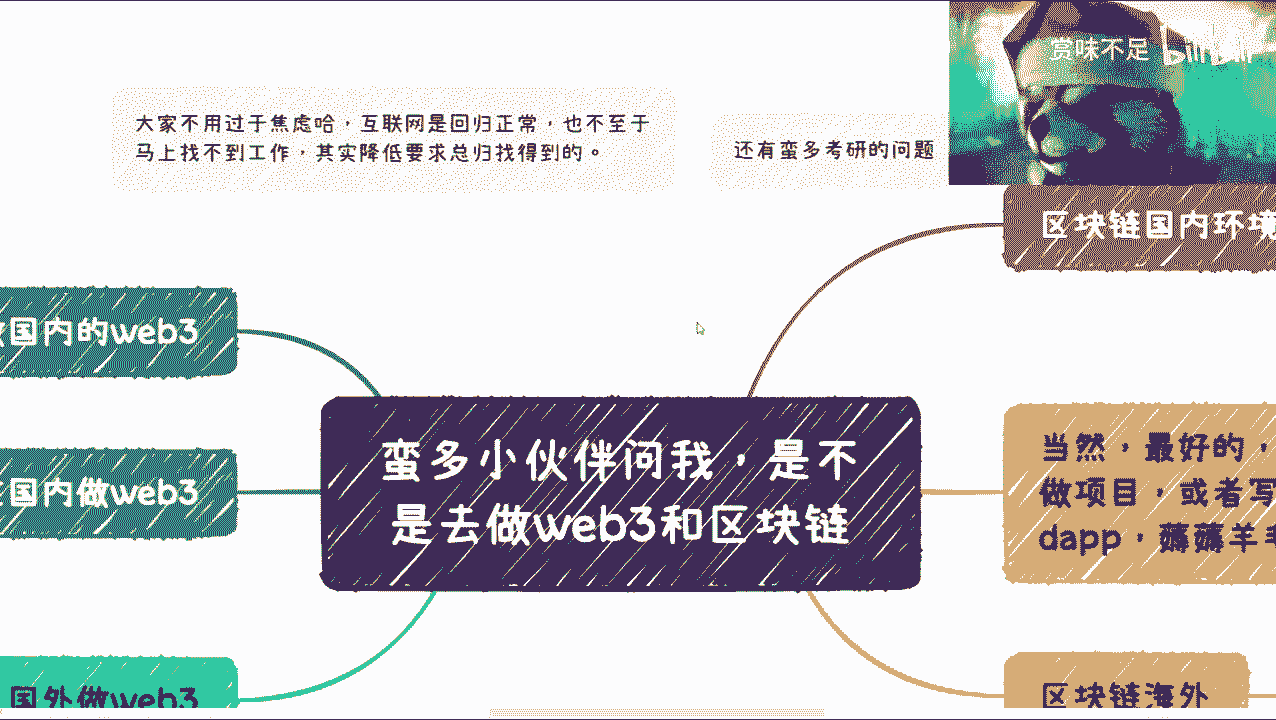 赏味不足 bilibili
大家不用过于焦虑哈，互联网是回归正常，也不至于
马上找不到工作，其实降低要求总归找得到的。
还有蛮多考研的问题
区块链国内环境
国内的web3
蛮多小伙伴问我，是不
是去做web3和区块链
当然，最好的，
做项目，或者写
dapp，薅薅羊毛
国内做web3
国外做web3
区块链海外